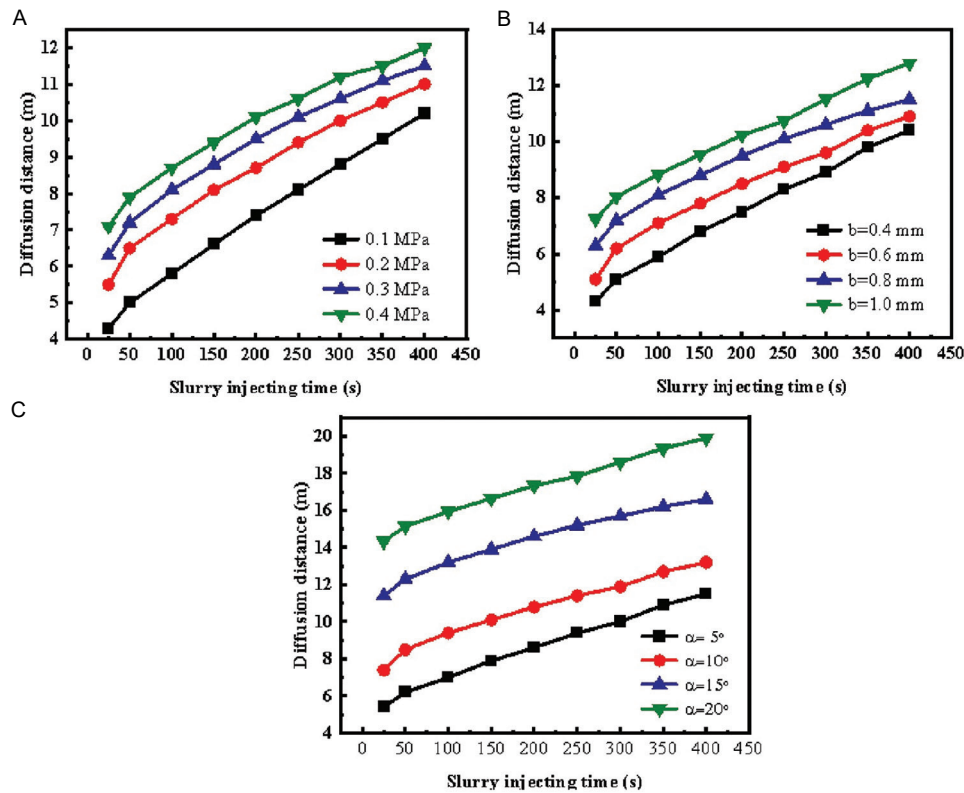 A
12
11
10
9
8
7
6
5
4
Diffusion distance (m)
0.1 MPa
0.2 MPa
0.3 MPa
0.4 MPa
0 50 100 150 200 250 300 350 400 450
Slurry injecting time (s)
B
14
12
10
8
6
4
Diffusion distance (m)
b=0.4 mm
b=0.6 mm
b=0.8 mm
b=1.0 mm
0 50 100 150 200 250 300 350 400 450
Slurry injecting time (s)
C
20
18
16
14
12
10
8
6
4
Diffusion distance (m)
α= 5°
α=10°
α=15°
α=20°
0 50 100 150 200 250 300 350 400 450
Slurry injecting time (s)